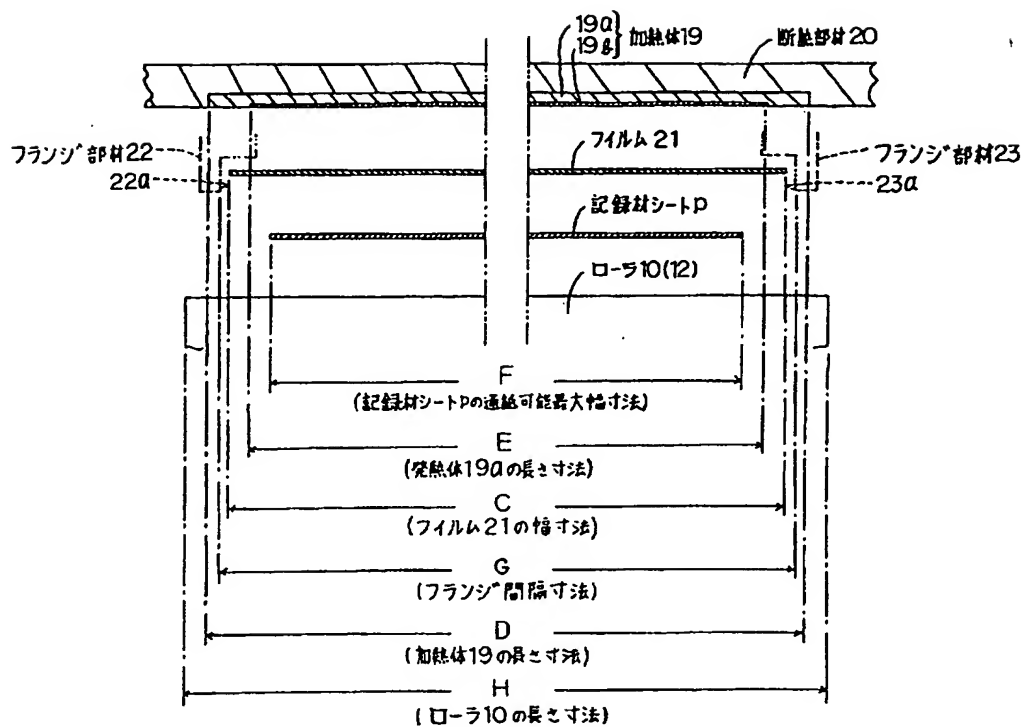 19a
19b
加熱体19
断熱部材20
フランジ部材22
22a
フイルム21
フランジ部材23
23a
記録材シートP
ローラ10(12)
F
(記録材シートPの通紙可能最大幅寸法)
E
(発熱体19aの長さ寸法)
C
(フイルム21の幅寸法)
G
(フランジ間隔寸法)
D
(加熱体19の長さ寸法)
H
(ローラ10の長さ寸法)